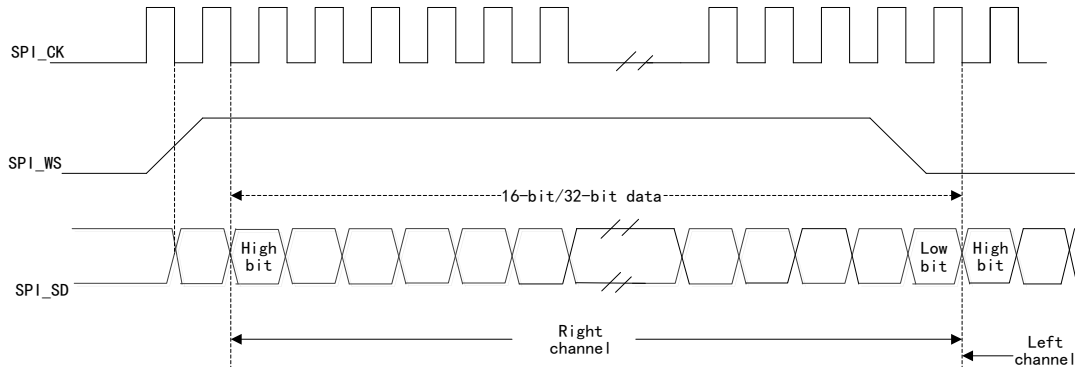 SPI_CK
SPI_WS
16-bit/32-bit data
High
bit
Low
bit
High
bit
SPI_SD
Right
channel
Left
channel